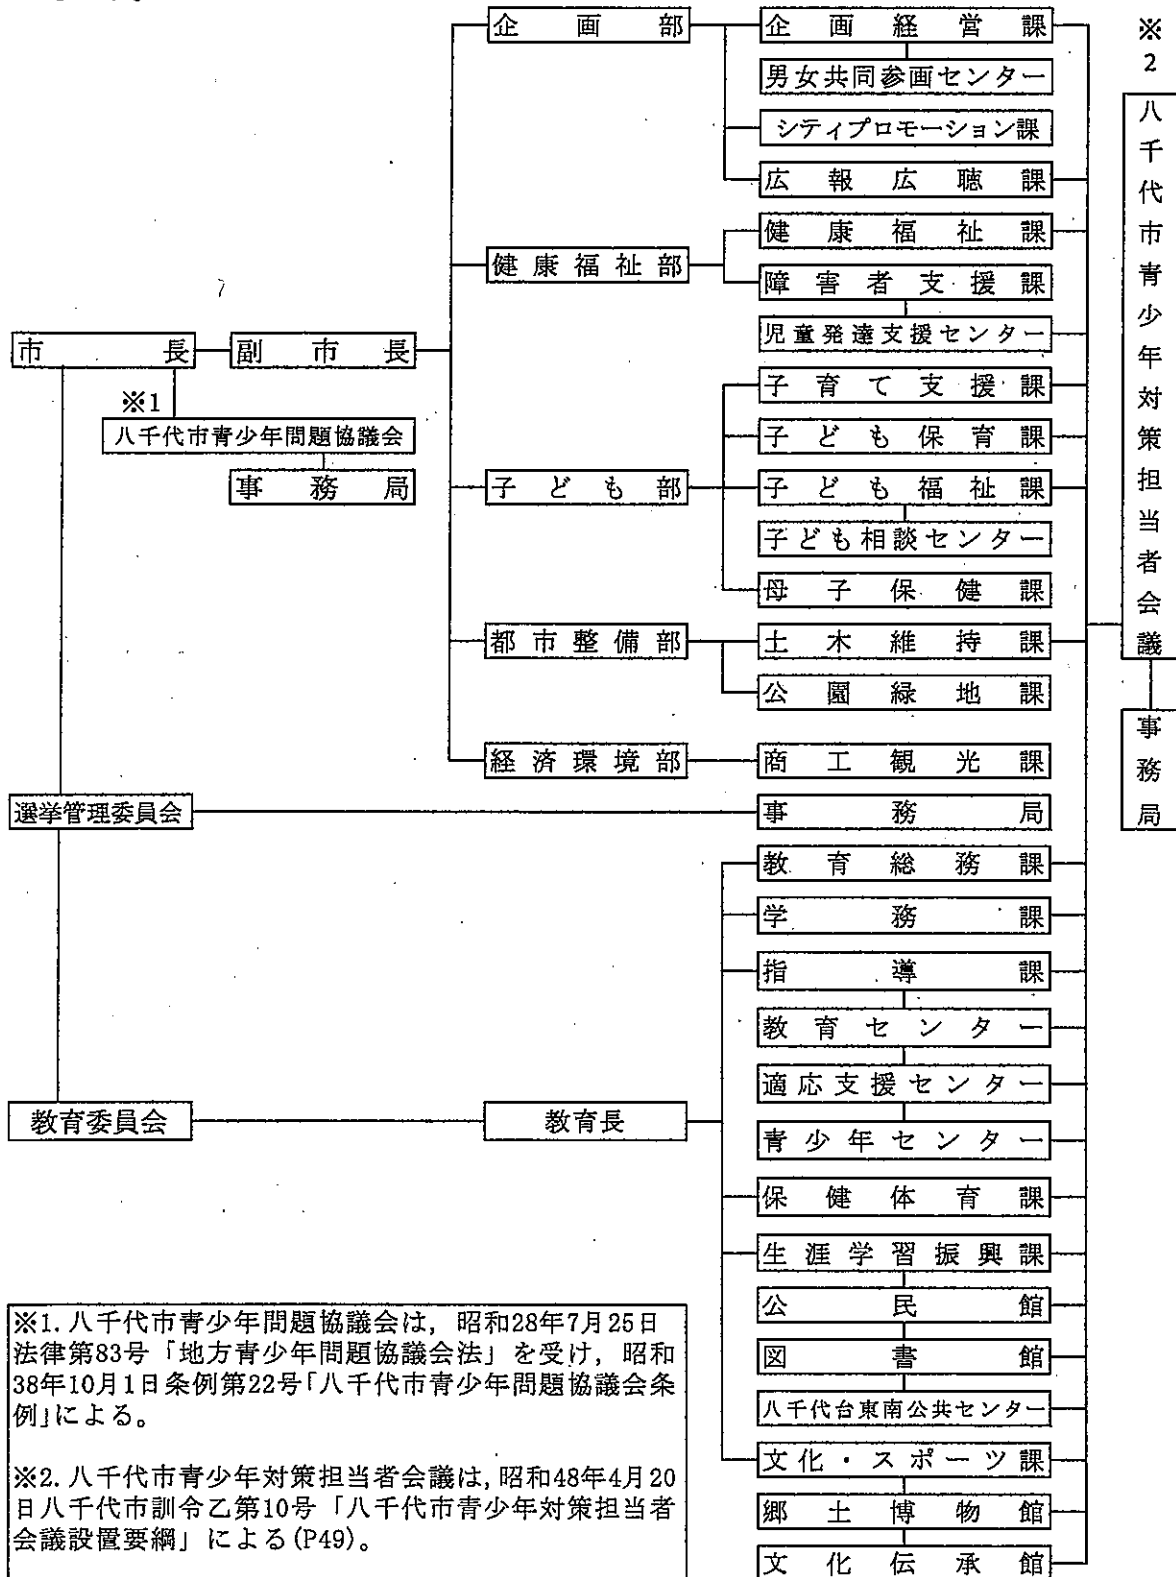 企画部
企画経営課
男女共同参画センター
シティプロモーション課
広報広聴課
健康福祉部
健康福祉課
障害者支援課
児童発達支援センター
市長
副市長
※1
八千代市青少年問題協議会
事務局
子ども部
子育て支援課
子ども保育課
子ども福祉課
子ども相談センター
母子保健課
都市整備部
土木維持課
公園緑地課
経済環境部
商工観光課
選挙管理委員会
事務局
教育委員会
教育長
教育総務課
学務課
指導課
教育センター
適応支援センター
青少年センター
保健体育課
生涯学習振興課
公民館
図書館
八千代台東南公共センター
文化・スポーツ課
郷土博物館
文化伝承館
※2
八千代市青少年対策担当者会議
事務局
※1. 八千代市青少年問題協議会は，昭和28年7月25日
法律第83号「地方青少年問題協議会法」を受け，昭和
38年10月1日条例第22号「八千代市青少年問題協議会条
例」による。
※2. 八千代市青少年対策担当者会議は，昭和48年4月20
日八千代市訓令乙第10号「八千代市青少年対策担当者
会議設置要綱」による(P49)。